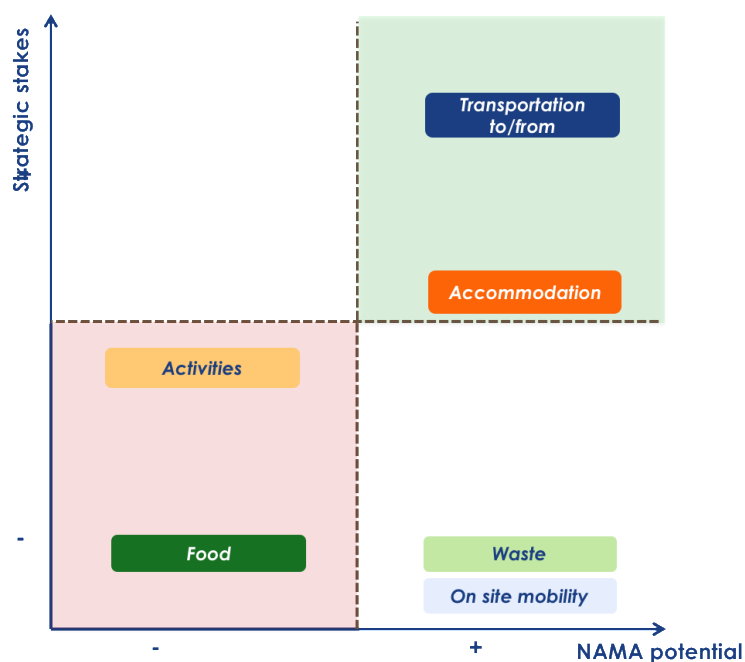 Strategic stakes
+
Transportation
to/from
Accommodation
Activities
-
Food
Waste
On site mobility
-
+
NAMA potential